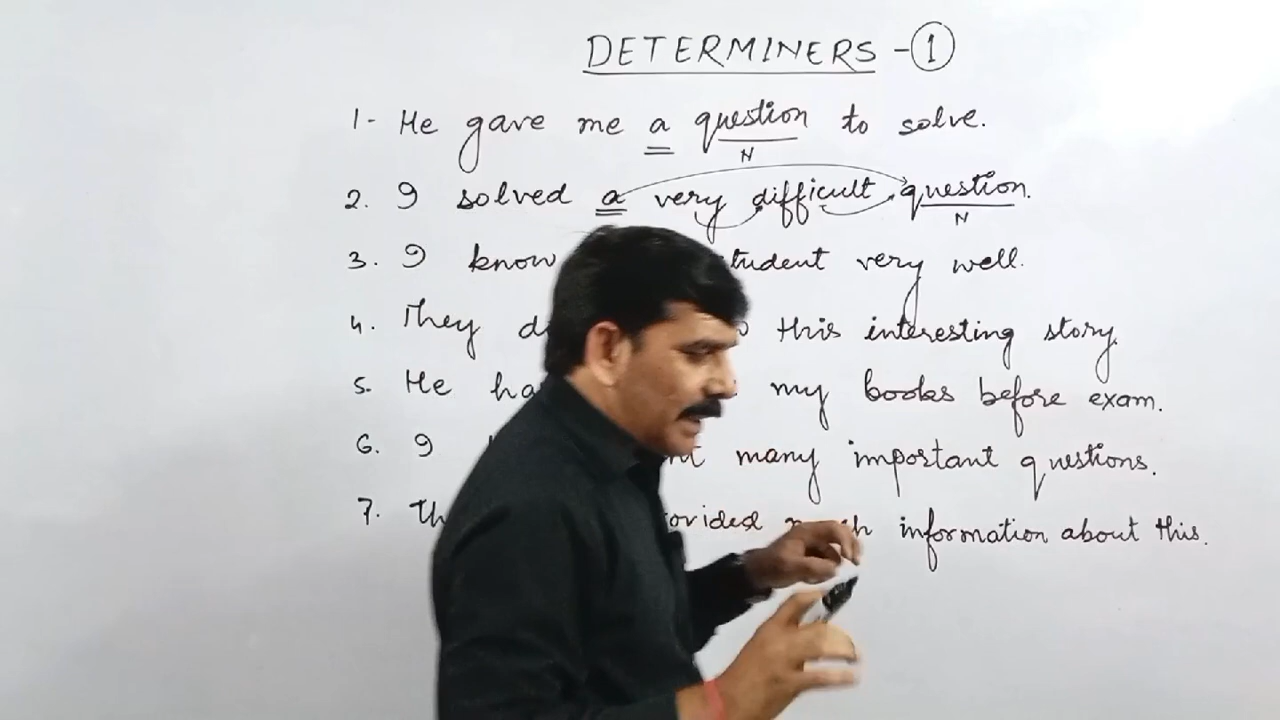 DETERMINERS - 1
1- He gave me a question to solve.
N
2. I solved a very difficult question.
N
3. I know student very well.
4. They this interesting story.
5. He my books before exam.
6. I many important questions.
7. information about this.